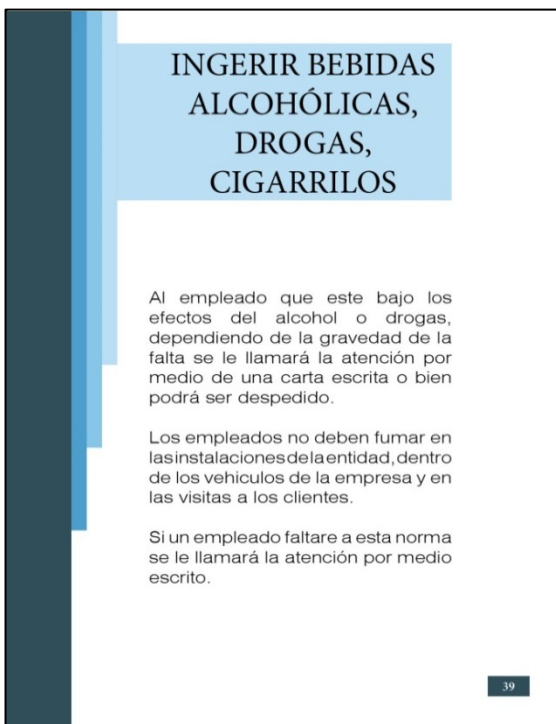 INGERIR BEBIDAS
ALCOHÓLICAS,
DROGAS,
CIGARRILOS
Al empleado que este bajo los
efectos del alcohol o drogas,
dependiendo de la gravedad de la
falta se le llamará la atención por
medio de una carta escrita o bien
podrá ser despedido.
Los empleados no deben fumar en
lasinstalacionesdelaentidad,dentro
de los vehiculos de la empresa y en
las visitas a los clientes.
Si un empleado faltare a esta norma
se le llamará la atención por medio
escrito.
39